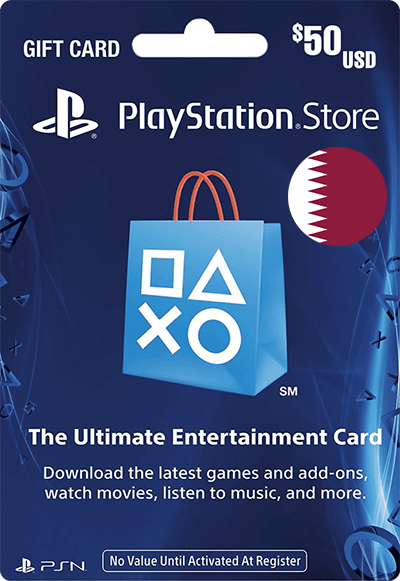 GIFT CARD
$50 USD
PlayStation.Store
SM
The Ultimate Entertainment Card
Download the latest games and add-ons,
watch movies, listen to music, and more.
PSN
No Value Until Activated At Register